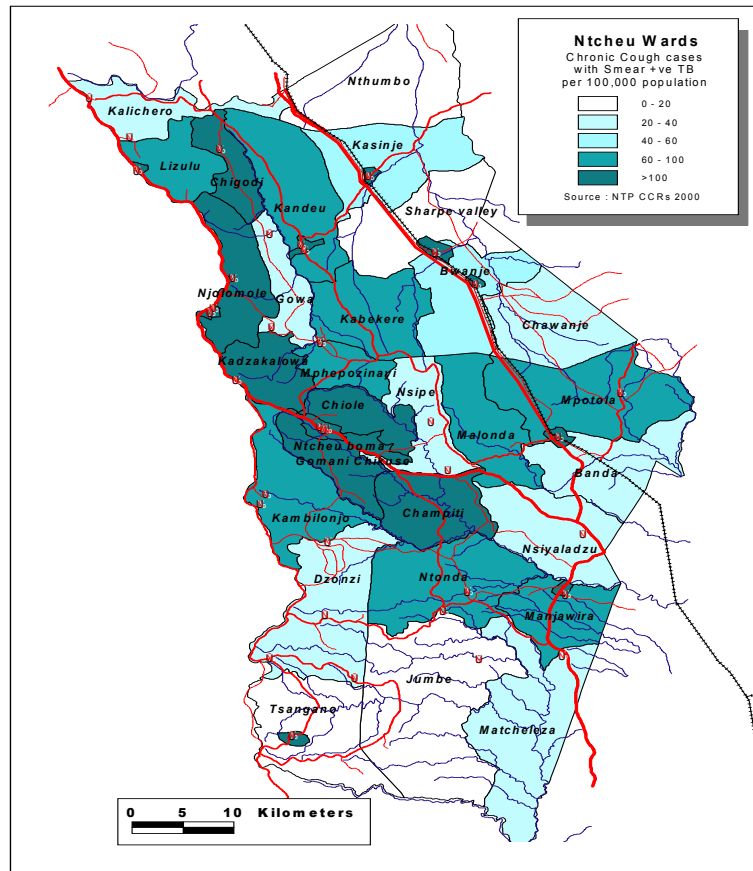 Ntcheu Wards
Chronic Cough cases
with Smear +ve TB
per 100,000 population
0 - 20
20 - 40
40 - 60
60 - 100
>100
Source : NTP CCRs 2000
Nthumbo
Kalichero
Kasinje
Lizulu
Chigodi
Kandeu
Sharpe valley
Bwanje
Njolomole
Gowa
Kabekere
Chawanje
Kadzakalowa
Mphepozinayi
Nsipe
Mpotola
Chiole
Malonda
Ntcheu boma
Gomani Chikuse
Banda
Champiti
Kambilonjo
Nsiyaladzu
Dzonzi
Ntonda
Manjawira
Jumbe
Tsangano
Matcheleza
0 5 10 Kilometers